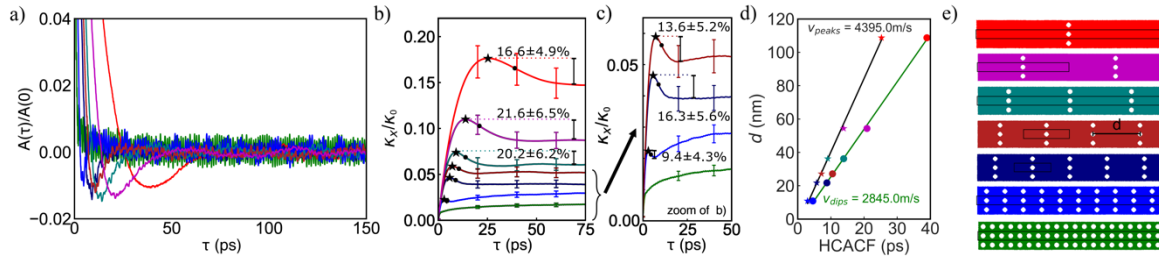 a)
A(τ)/A(0)
0.04
0.02
0.00
−0.02
0
50
100
150
τ (ps)
b)
κx/κ0
0.20
0.15
0.10
0.05
0.00
0
25
50
75
τ (ps)
16.6±4.9%
21.6±6.5%
20.2±6.2%
c)
κx/κ0
0.05
0.00
0
25
50
τ (ps)
13.6±5.2%
16.3±5.6%
9.4±4.3%
zoom of b)
d)
d (nm)
120
100
80
60
40
20
0
0
10
20
30
40
HCACF (ps)
vpeaks = 4395.0m/s
vdips = 2845.0m/s
e)
d